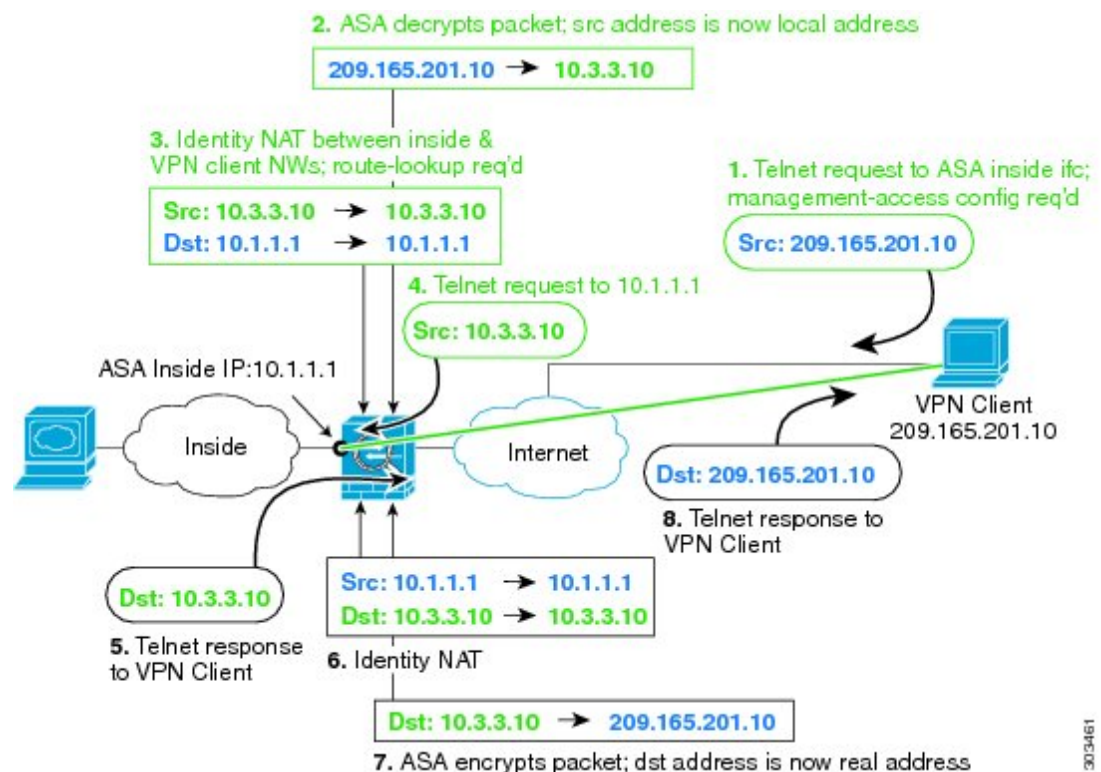 2. ASA decrypts packet; src address is now local address
209.165.201.10 → 10.3.3.10
3. Identity NAT between inside &
VPN client NWs; route-lookup req'd
Src: 10.3.3.10 → 10.3.3.10
Dst: 10.1.1.1 → 10.1.1.1
1. Telnet request to ASA inside ifc;
management-access config req'd
Src: 209.165.201.10
4. Telnet request to 10.1.1.1
Src: 10.3.3.10
ASA Inside IP:10.1.1.1
Inside
Internet
VPN Client
209.165.201.10
Dst: 209.165.201.10
8. Telnet response to
VPN Client
Dst: 10.3.3.10
5. Telnet response
to VPN Client
Src: 10.1.1.1 → 10.1.1.1
Dst: 10.3.3.10 → 10.3.3.10
6. Identity NAT
Dst: 10.3.3.10 → 209.165.201.10
7. ASA encrypts packet; dst address is now real address
303461